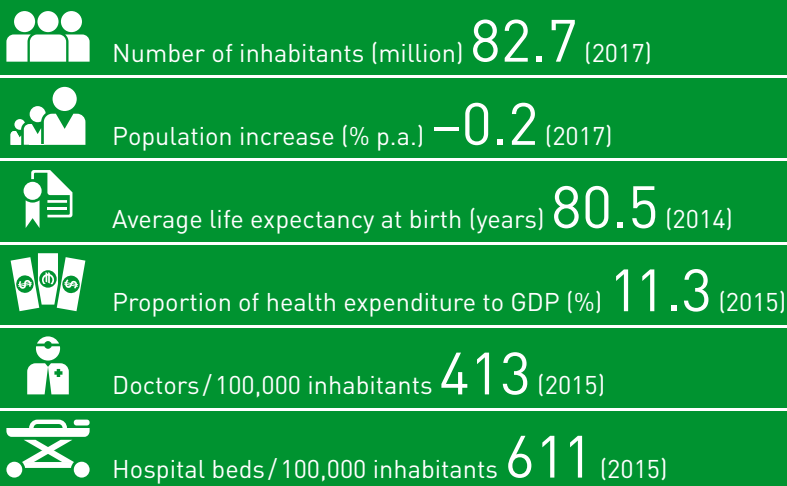 Number of inhabitants (million) 82.7 (2017)
Population increase (% p.a.) –0.2 (2017)
Average life expectancy at birth (years) 80.5 (2014)
Proportion of health expenditure to GDP (%) 11.3 (2015)
Doctors/100,000 inhabitants 413 (2015)
Hospital beds/100,000 inhabitants 611 (2015)